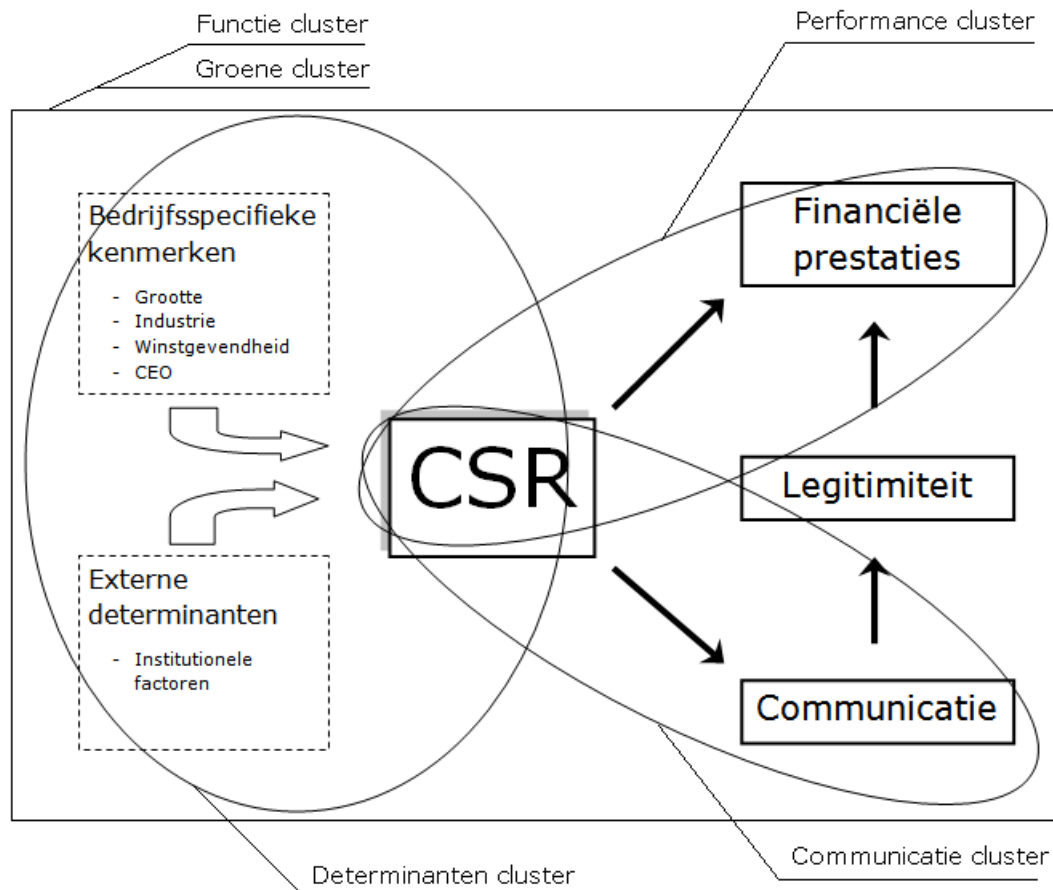 Functie cluster
Groene cluster
Performance cluster
Bedrijfsspecifieke
kenmerken
- Grootte
- Industrie
- Winstgevendheid
- CEO
Externe
determinanten
- Institutionele
factoren
CSR
Financiële
prestaties
Legitimiteit
Communicatie
Determinanten cluster
Communicatie cluster